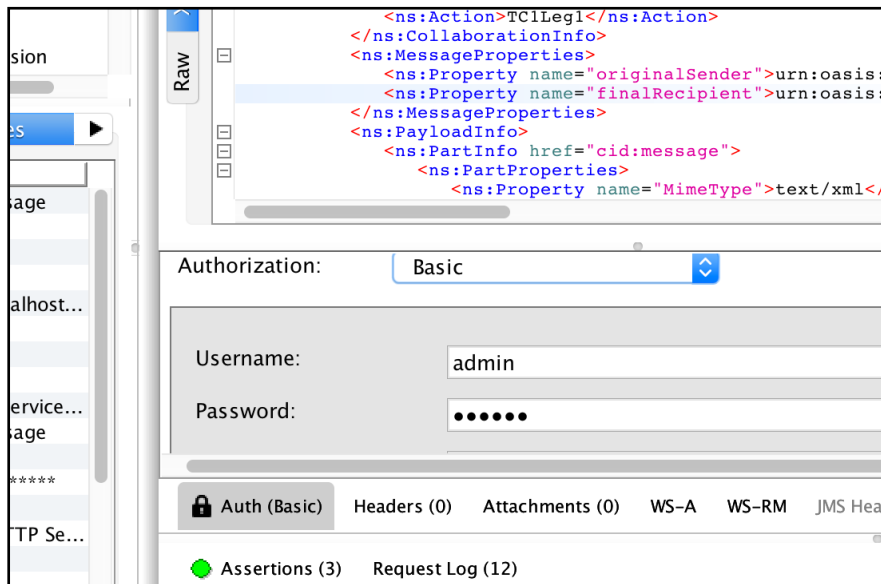 <ns:Action>TC1Leg1</ns:Action>
</ns:CollaborationInfo>
<ns:MessageProperties>
<ns:Property name="originalSender">urn:oasis:
<ns:Property name="finalRecipient">urn:oasis:
</ns:MessageProperties>
<ns:PayloadInfo>
<ns:PartInfo href="cid:message">
<ns:PartProperties>
<ns:Property name="MimeType">text/xml</
Raw
sion
es
sage
alhost...
ervice...
sage
*****
TTP Se...
Authorization: Basic
Username: admin
Password: ••••••
Auth (Basic) Headers (0) Attachments (0) WS-A WS-RM JMS Hea
Assertions (3) Request Log (12)